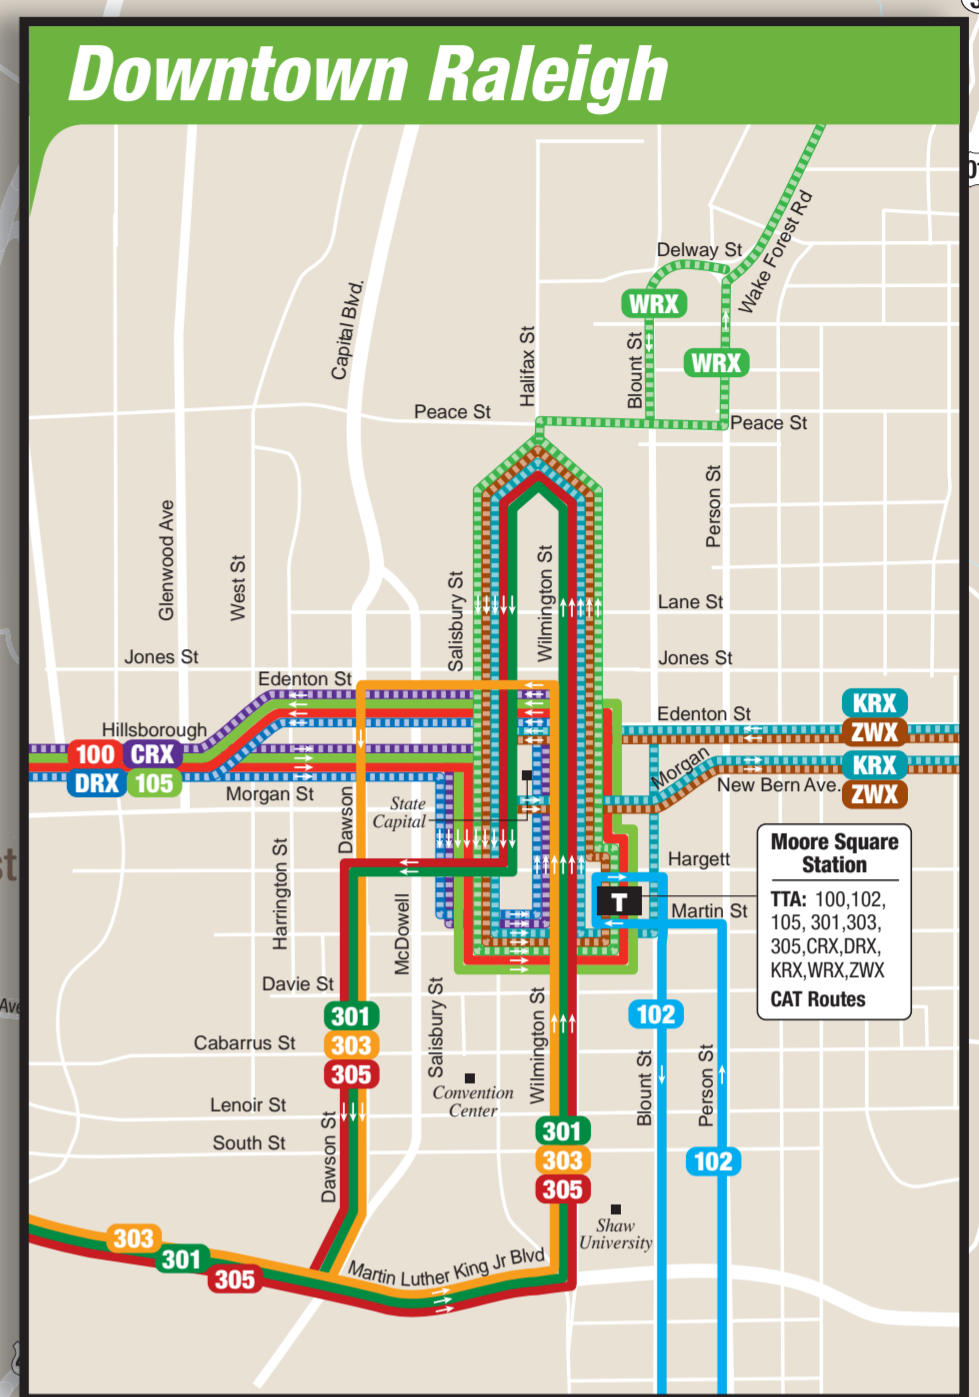 Downtown Raleigh
Delway St
Wake Forest Rd
WRX
WRX
Capital Blvd.
Halifax St
Blount St
Peace St
Peace St
Person St
Glenwood Ave
West St
Salisbury St
Wilmington St
Lane St
Jones St
Jones St
Edenton St
Edenton St
KRX
ZWX
Hillsborough
100 CRX
DRX 105
Morgan
KRX
New Bern Ave.
ZWX
Morgan St
State
Capital
Dawson
Harrington St
McDowell
Hargett
Martin St
T
Moore Square
Station
TTA: 100,102,
105, 301,303,
305,CRX,DRX,
KRX,WRX,ZWX
CAT Routes
Davie St
Salisbury St
Wilmington St
301
303
305
102
Cabarrus St
Convention
Center
Blount St
Person St
Lenoir St
South St
Dawson St
301
303
305
102
Shaw
University
303
301
305
Martin Luther King Jr Blvd
Ave